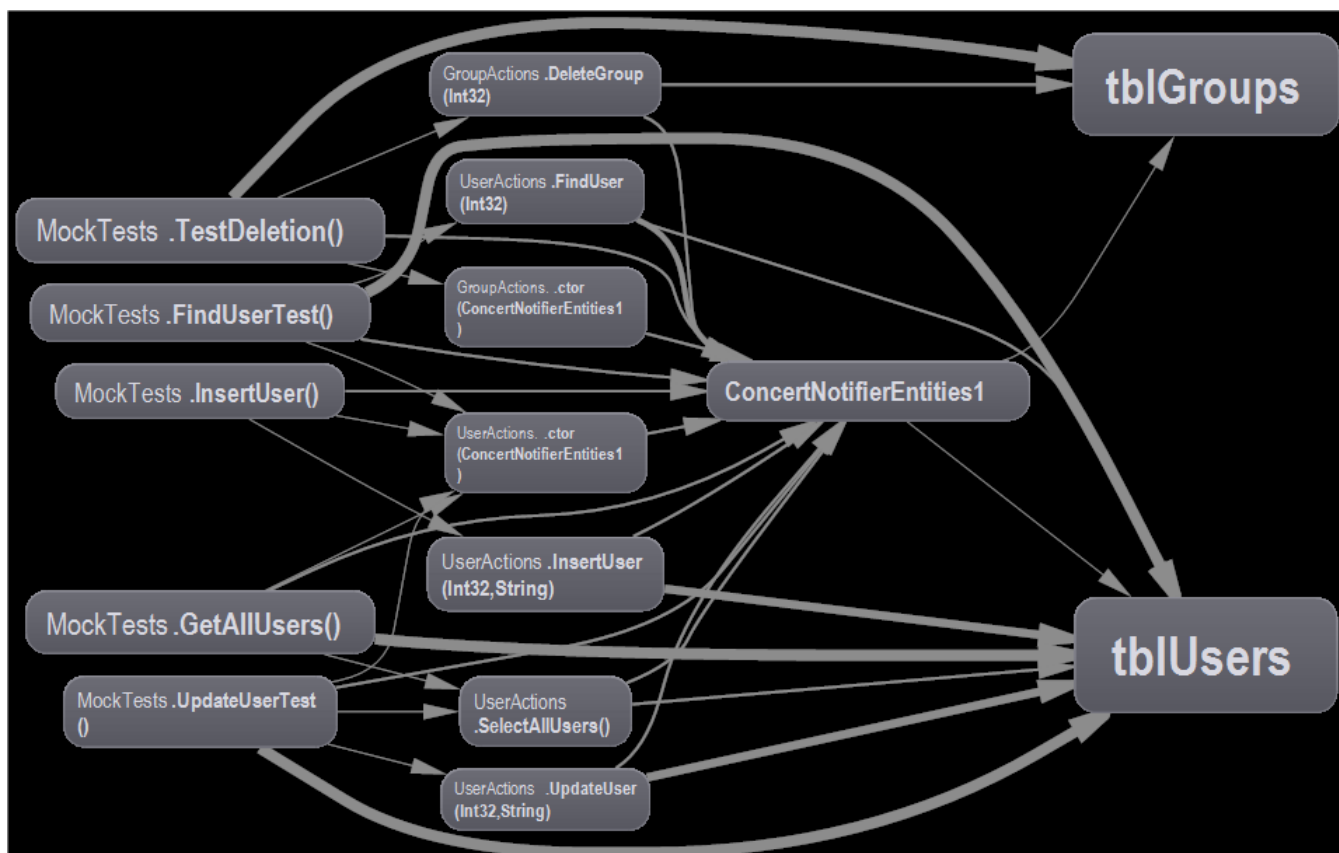 GroupActions .DeleteGroup
(Int32)
tblGroups
UserActions .FindUser
(Int32)
MockTests .TestDeletion()
GroupActions. .ctor
(ConcertNotifierEntities1
)
MockTests .FindUserTest()
MockTests .InsertUser()
ConcertNotifierEntities1
UserActions. .ctor
(ConcertNotifierEntities1
)
UserActions .InsertUser
(Int32,String)
MockTests .GetAllUsers()
tblUsers
MockTests .UpdateUserTest
()
UserActions
.SelectAllUsers()
UserActions .UpdateUser
(Int32,String)